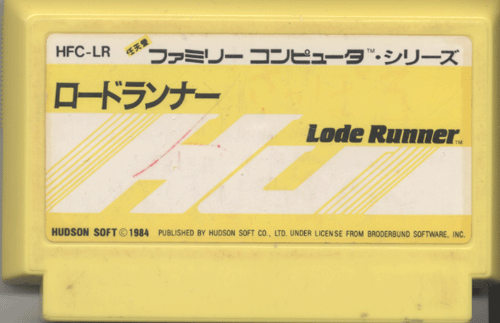 HFC-LR 任天堂 ファミリー コンピュータ™・シリーズ
ロードランナー
Lode Runner™
HU
HUDSON SOFT © 1984 PUBLISHED BY HUDSON SOFT CO., LTD. UNDER LICENSE FROM BRODERBUND SOFTWARE, INC.